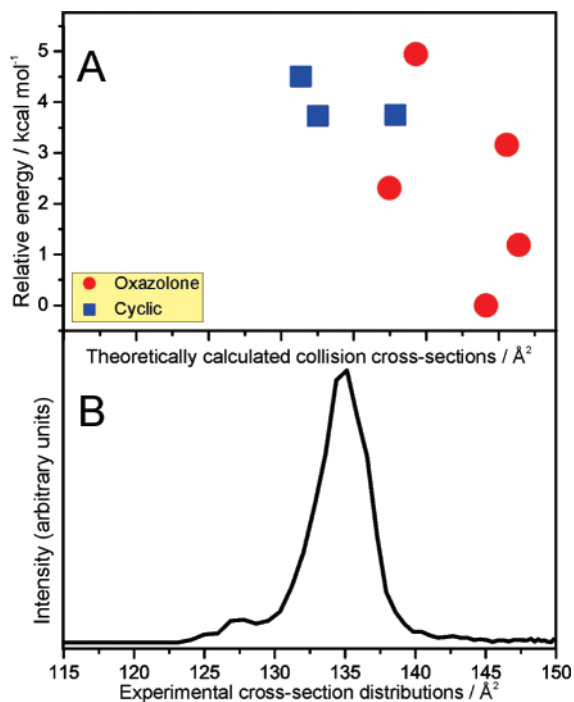 A
Relative energy / kcal mol⁻¹
5
4
3
2
1
0
Oxazolone
Cyclic
Theoretically calculated collision cross-sections / Å²
B
Intensity (arbitrary units)
115 120 125 130 135 140 145 150
Experimental cross-section distributions / Å²